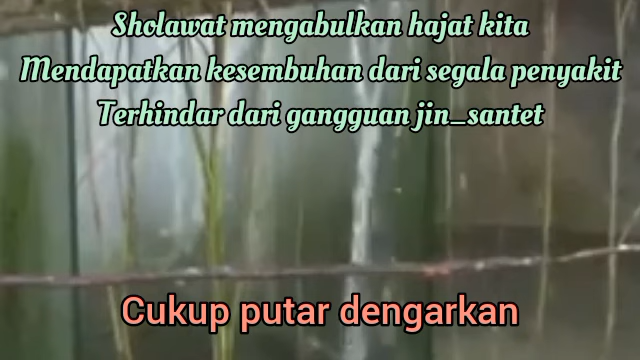 Sholawat mengabulkan hajat kita
Mendapatkan kesembuhan dari segala penyakit
Terhindar dari gangguan jin_santet
Cukup putar dengarkan